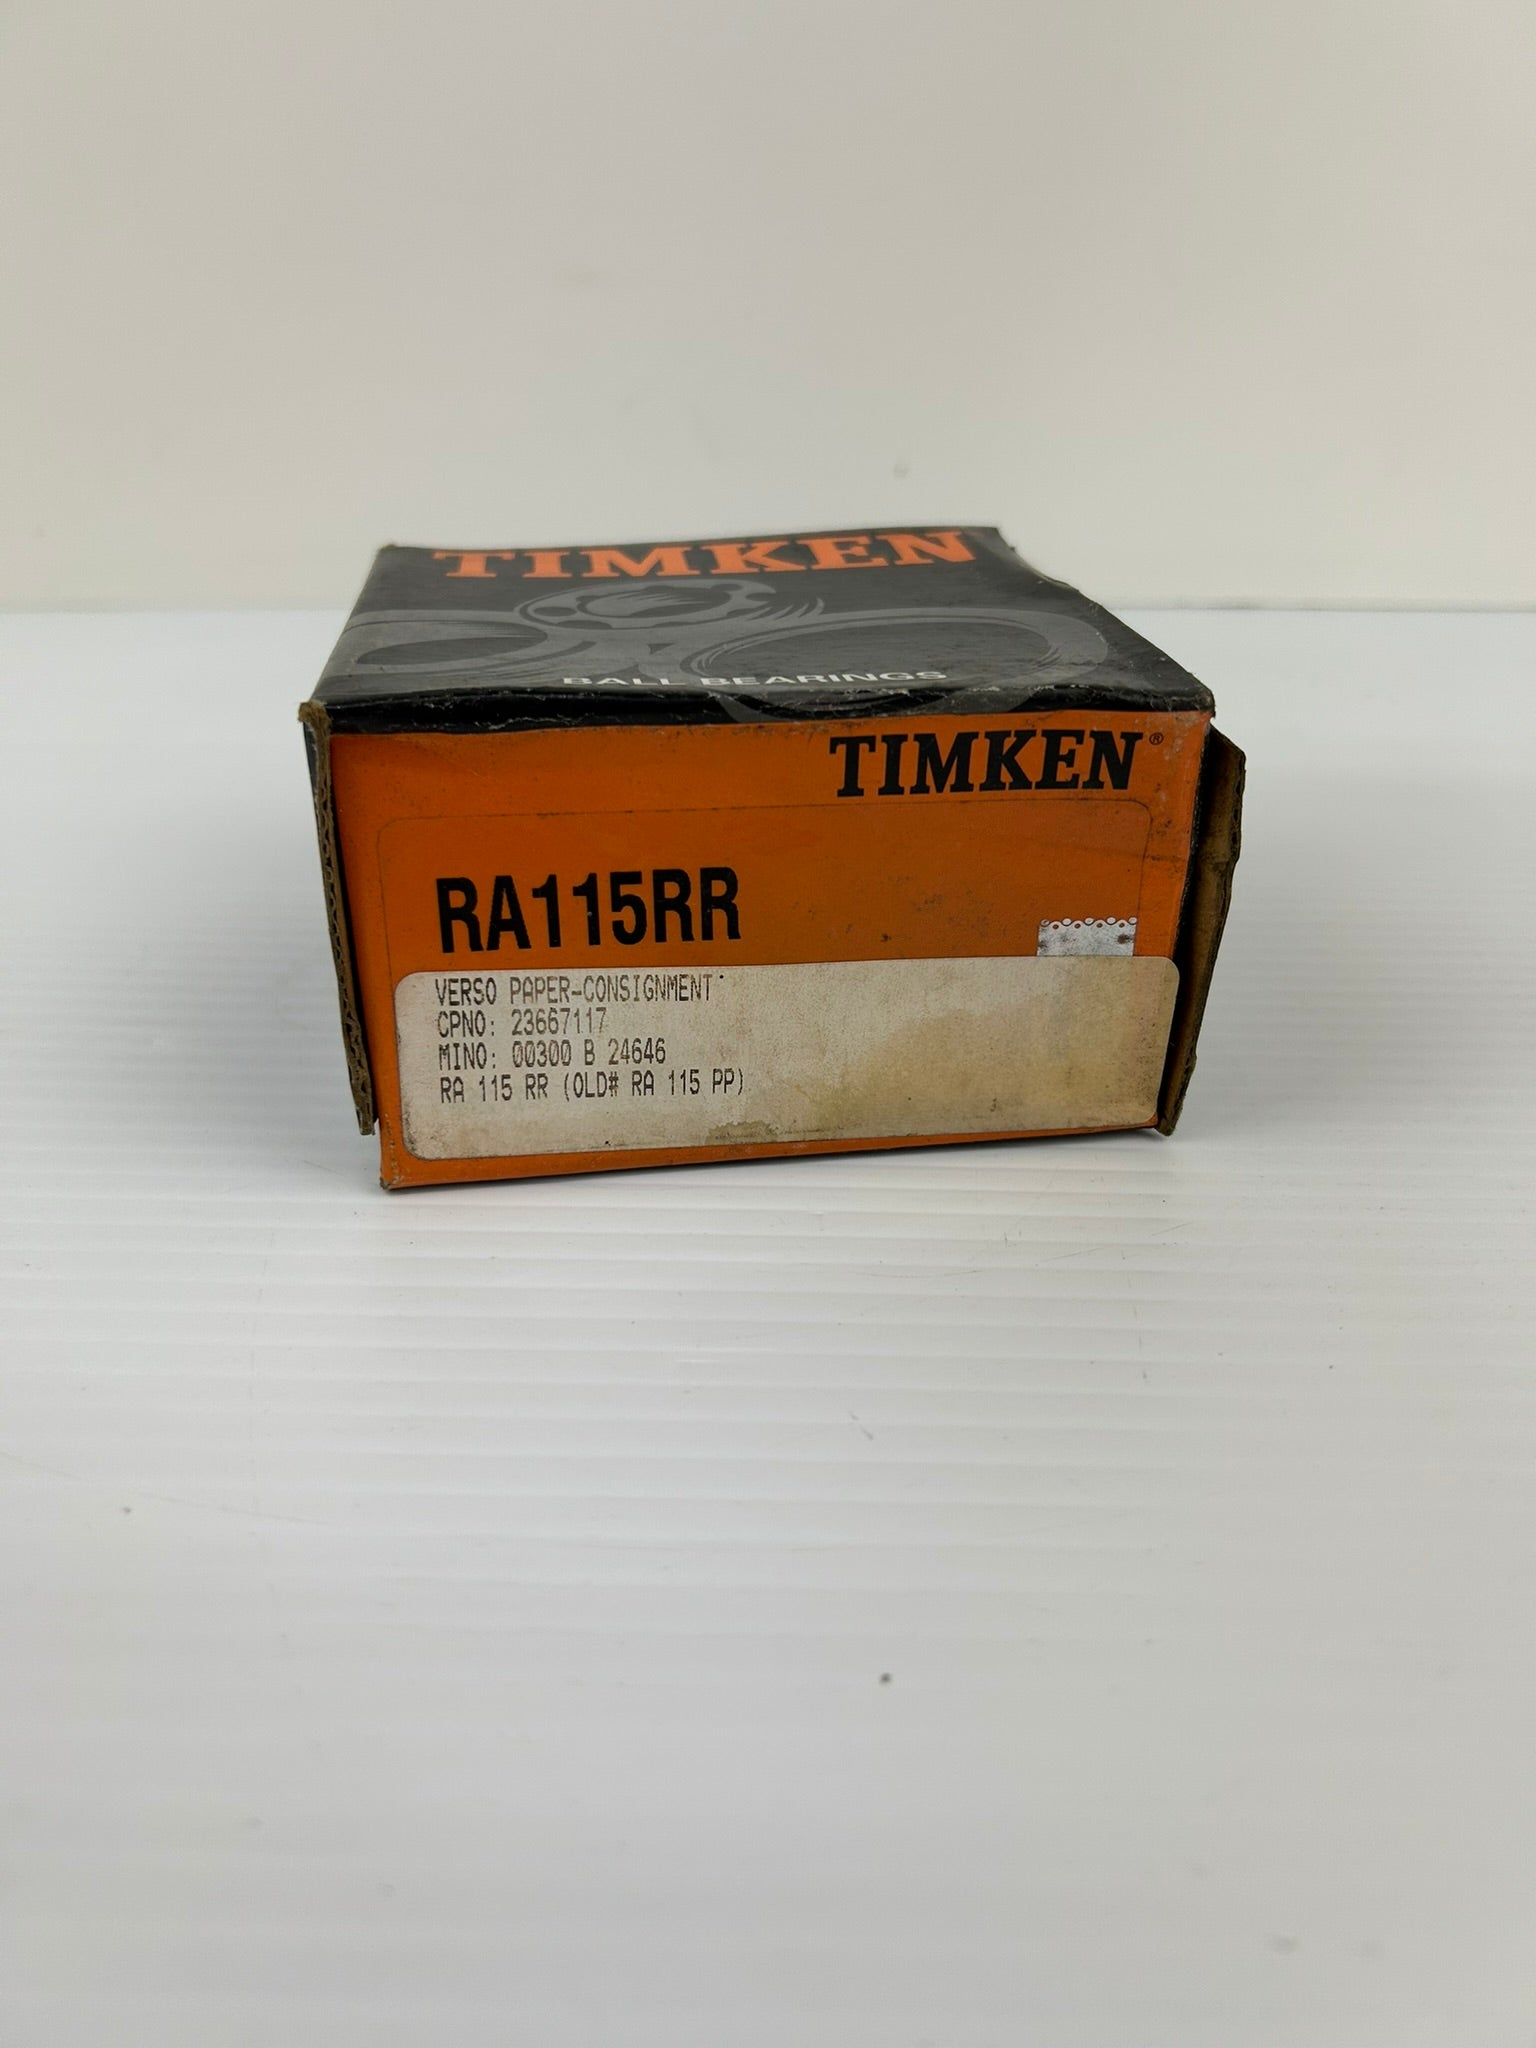 TIMKEN
BALL BEARINGS
TIMKEN®
RA115RR
VERSO PAPER-CONSIGNMENT
CPNO: 23667117
MINO: 00300 B 24646
RA 115 RR (OLD# RA 115 PP)